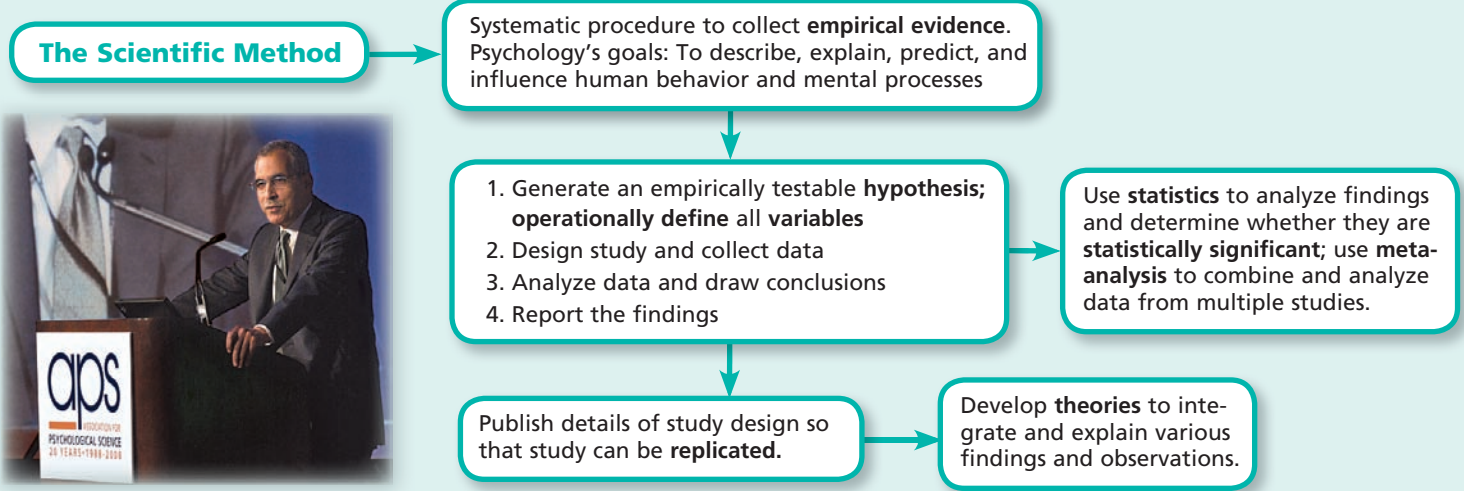 The Scientific Method
Systematic procedure to collect empirical evidence.
Psychology's goals: To describe, explain, predict, and
influence human behavior and mental processes
1. Generate an empirically testable hypothesis;
operationally define all variables
2. Design study and collect data
3. Analyze data and draw conclusions
4. Report the findings
Use statistics to analyze findings
and determine whether they are
statistically significant; use meta-
analysis to combine and analyze
data from multiple studies.
aps
ASSOCIATION FOR
PSYCHOLOGICAL SCIENCE
20 YEARS•1988-2008
Publish details of study design so
that study can be replicated.
Develop theories to inte-
grate and explain various
findings and observations.